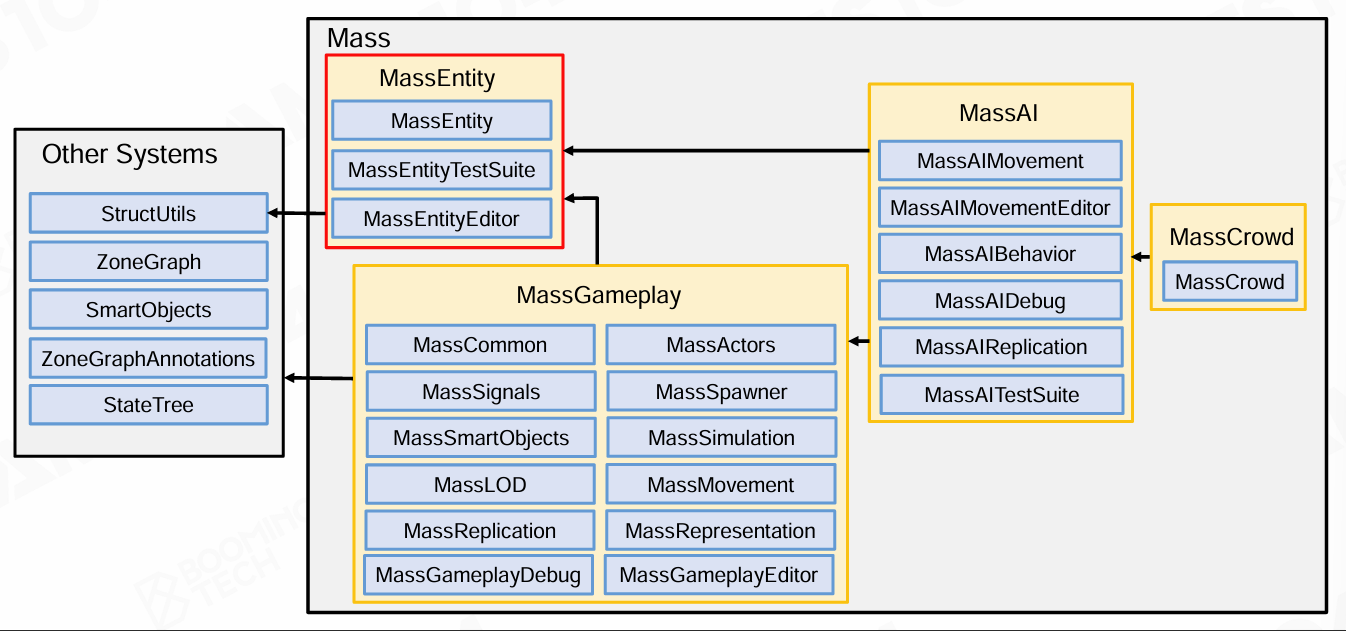 Mass
MassEntity
MassEntity
MassEntityTestSuite
MassEntityEditor
Other Systems
StructUtils
ZoneGraph
SmartObjects
ZoneGraphAnnotations
StateTree
MassGameplay
MassCommon
MassActors
MassSignals
MassSpawner
MassSmartObjects
MassSimulation
MassLOD
MassMovement
MassReplication
MassRepresentation
MassGameplayDebug
MassGameplayEditor
MassAI
MassAIMovement
MassAIMovementEditor
MassAIBehavior
MassAIDebug
MassAIReplication
MassAITestSuite
MassCrowd
MassCrowd
BOOMING
TECH